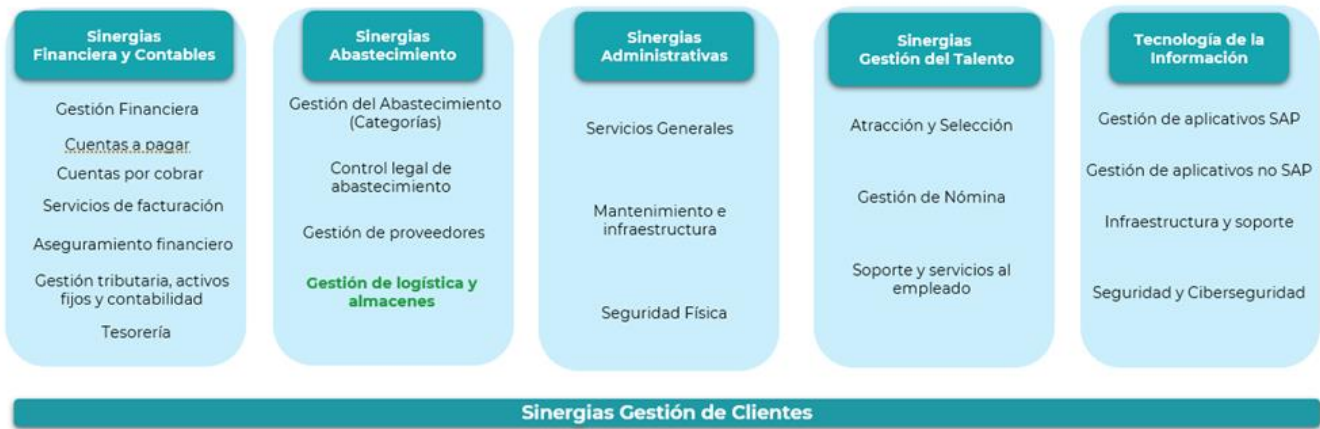 Sinergias
Financiera y Contables
Gestión Financiera
Cuentas a pagar
Cuentas por cobrar
Servicios de facturación
Aseguramiento financiero
Gestión tributaria, activos
fijos y contabilidad
Tesorería
Sinergias
Abastecimiento
Gestión del Abastecimiento
(Categorías)
Control legal de
abastecimiento
Gestión de proveedores
Gestión de logística y
almacenes
Sinergias
Administrativas
Servicios Generales
Mantenimiento e
infraestructura
Seguridad Física
Sinergias
Gestión del Talento
Atracción y Selección
Gestión de Nómina
Soporte y servicios al
empleado
Tecnología de la
Información
Gestión de aplicativos SAP
Gestión de aplicativos no SAP
Infraestructura y soporte
Seguridad y Ciberseguridad
Sinergias Gestión de Clientes